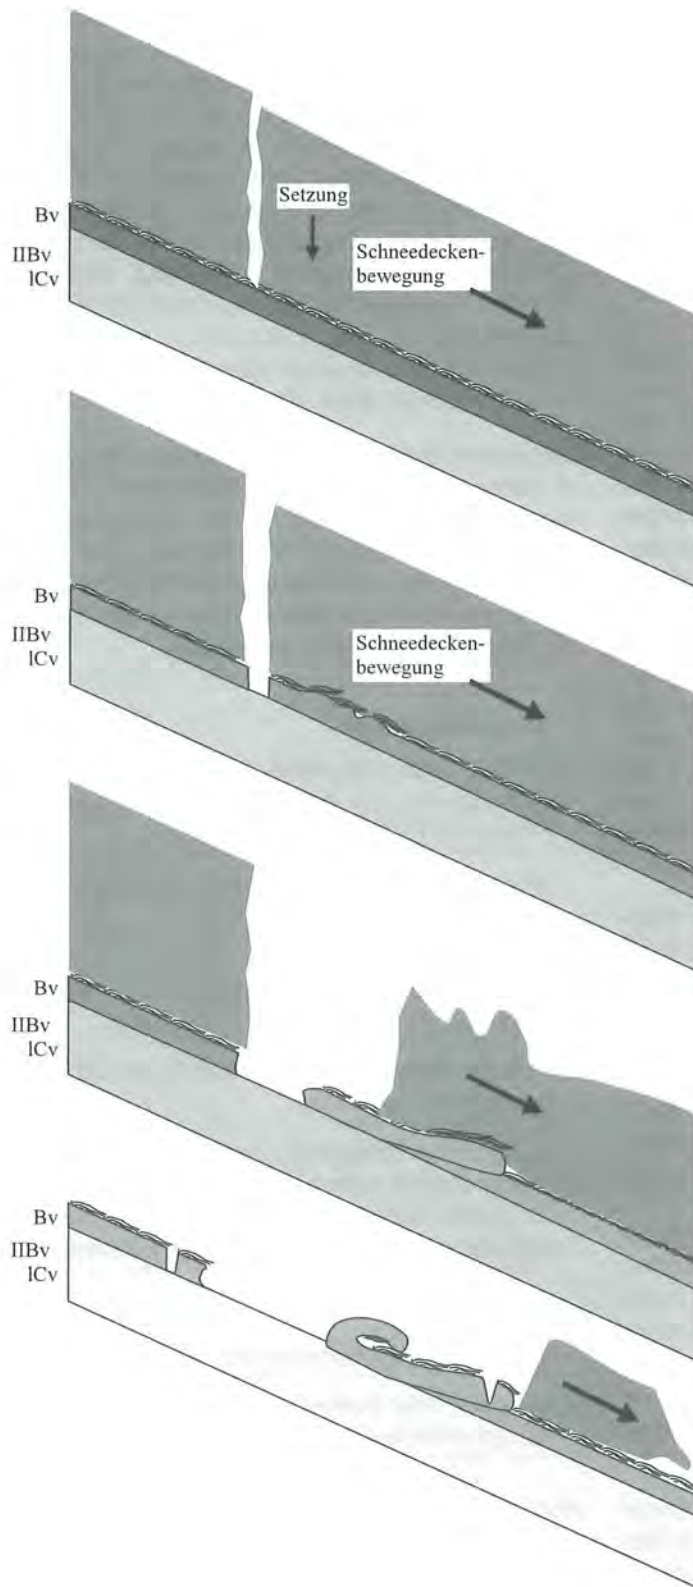 Setzung
Bv
Schneedecken-
bewegung
IIBv
lCv
Bv
IIBv
lCv
Schneedecken-
bewegung
Bv
IIBv
lCv
Bv
IIBv
lCv